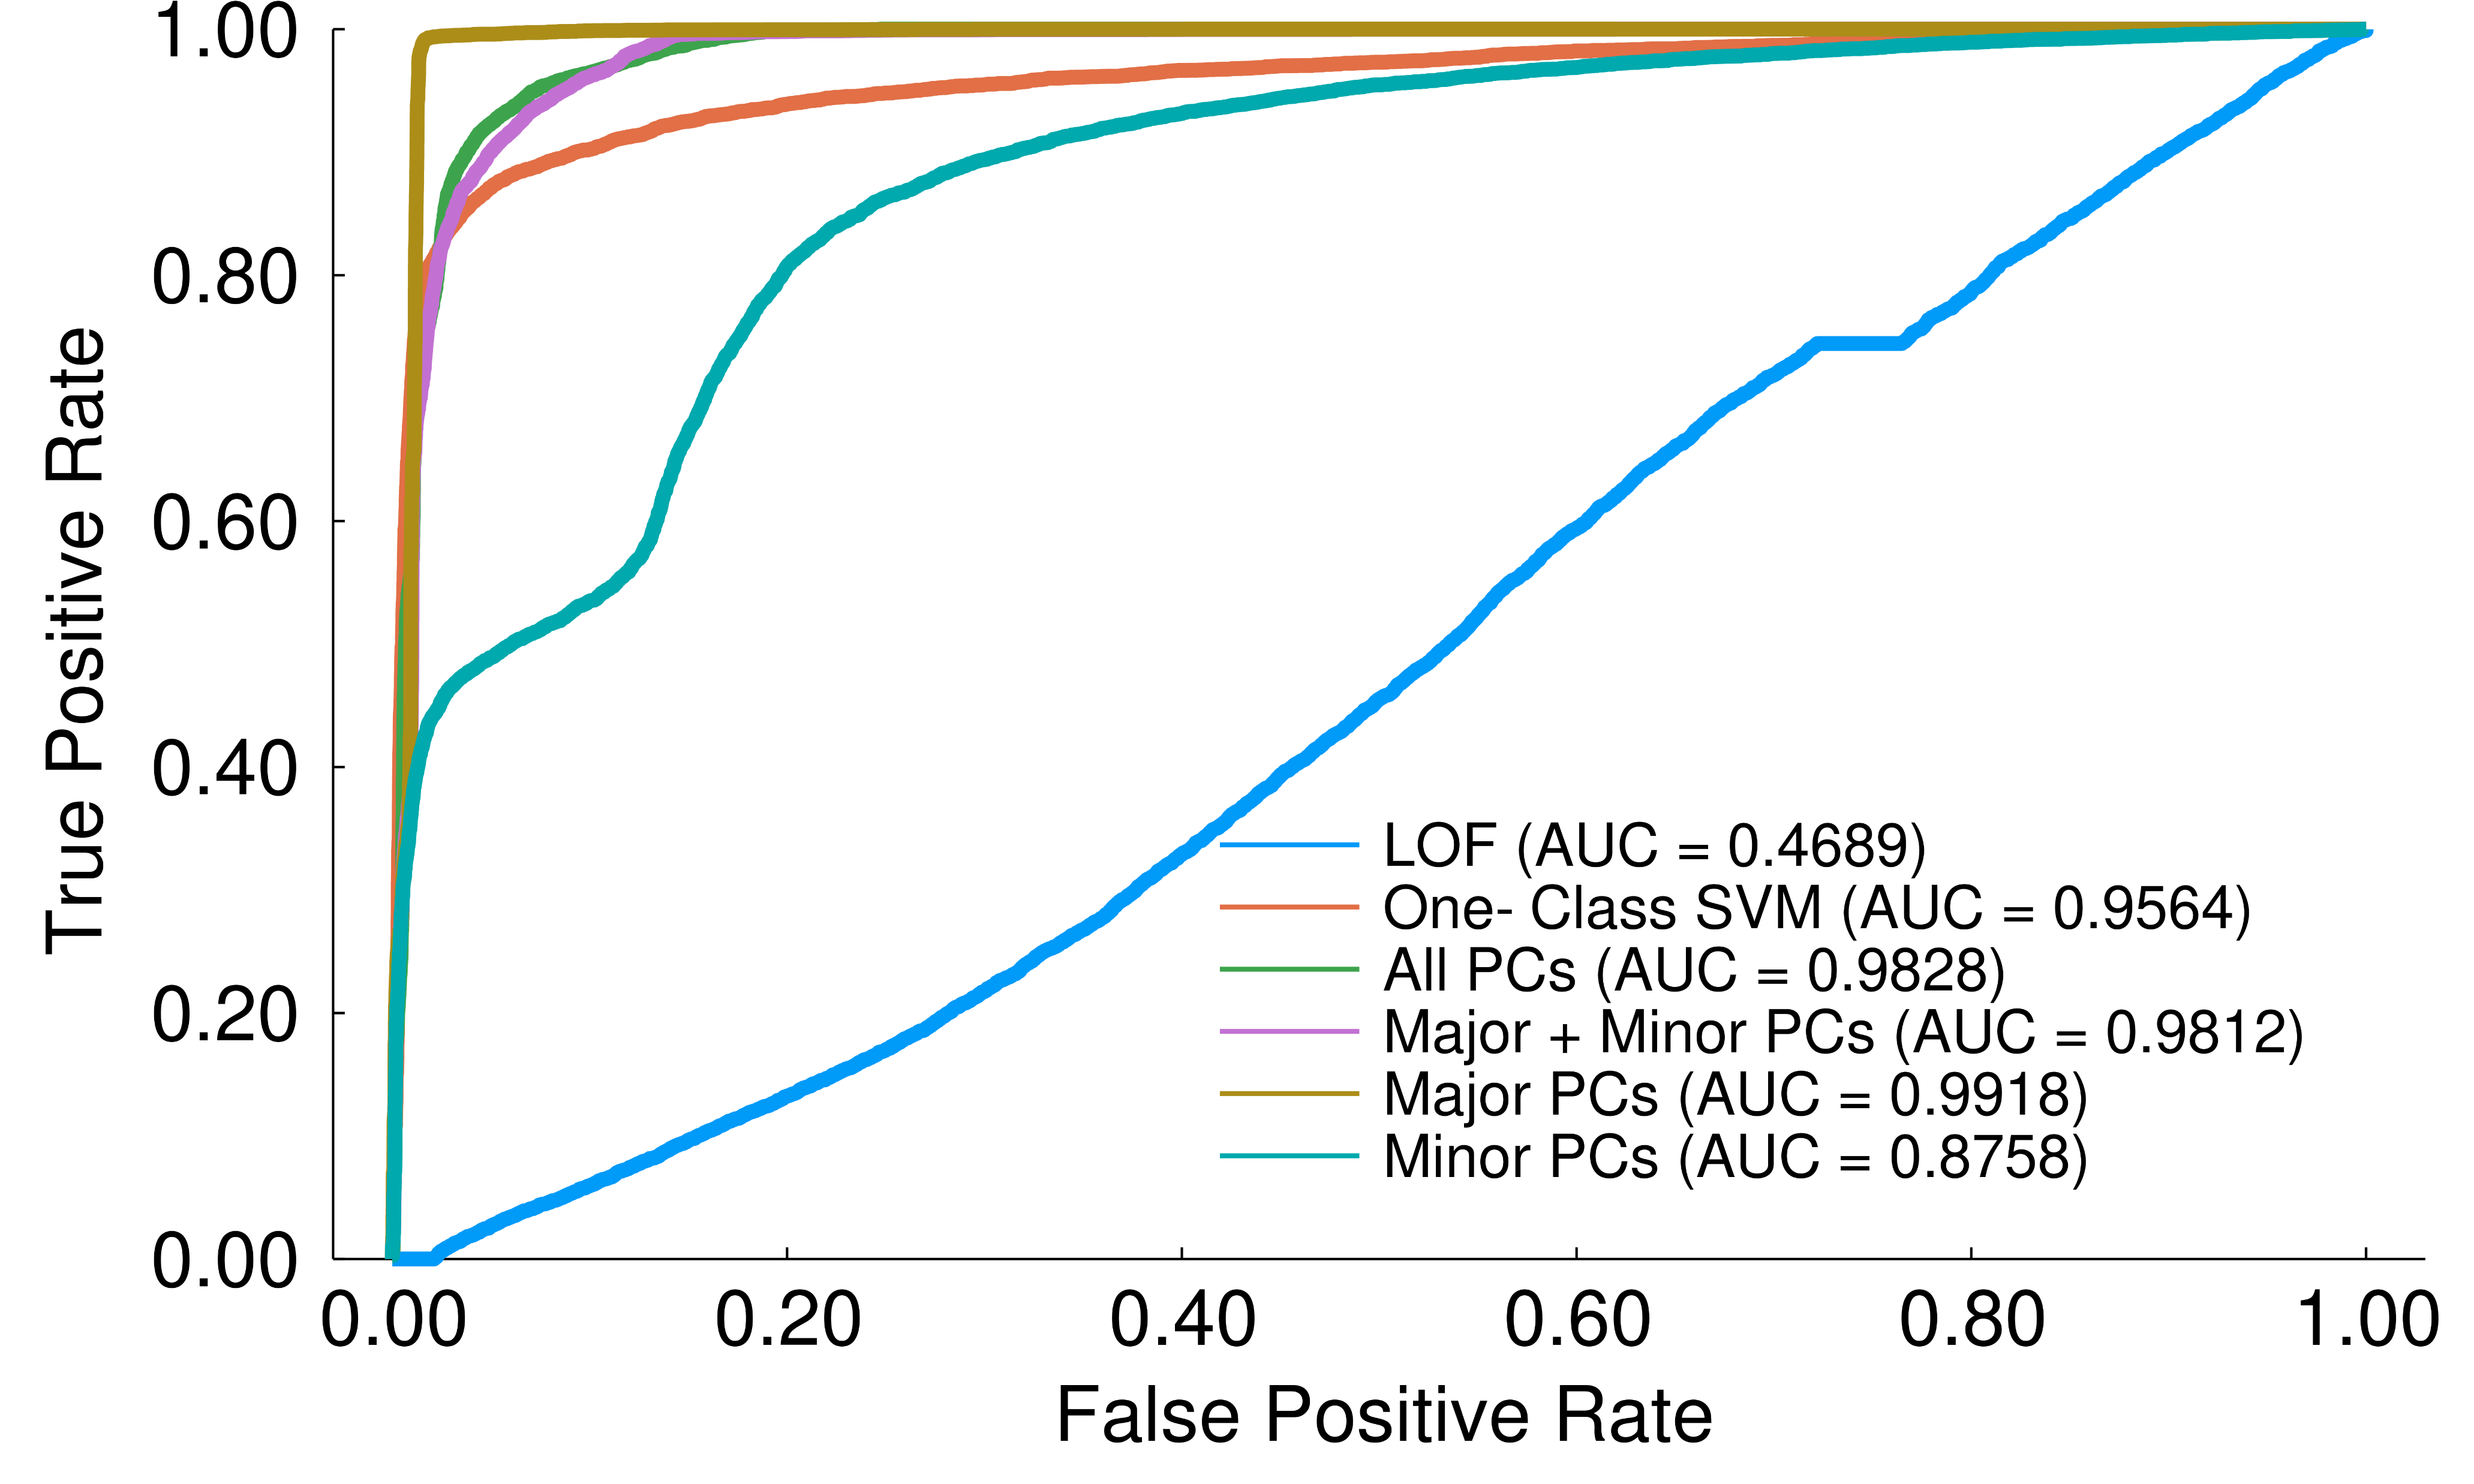 1.00
0.80
0.60
0.40
0.20
0.00
True Positive Rate
LOF (AUC = 0.4689)
One- Class SVM (AUC = 0.9564)
All PCs (AUC = 0.9828)
Major + Minor PCs (AUC = 0.9812)
Major PCs (AUC = 0.9918)
Minor PCs (AUC = 0.8758)
0.00 0.20 0.40 0.60 0.80 1.00
False Positive Rate